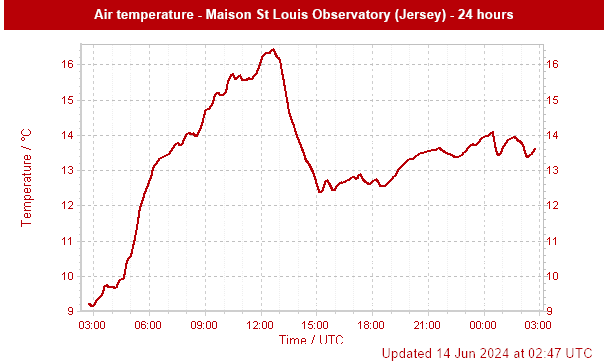 Air temperature - Maison St Louis Observatory (Jersey) - 24 hours
Temperature / °C
16 16
15 15
14 14
13 13
12 12
11 11
10 10
9 9
03:00 06:00 09:00 12:00 15:00 18:00 21:00 00:00 03:00
Time / UTC
Updated 14 Jun 2024 at 02:47 UTC